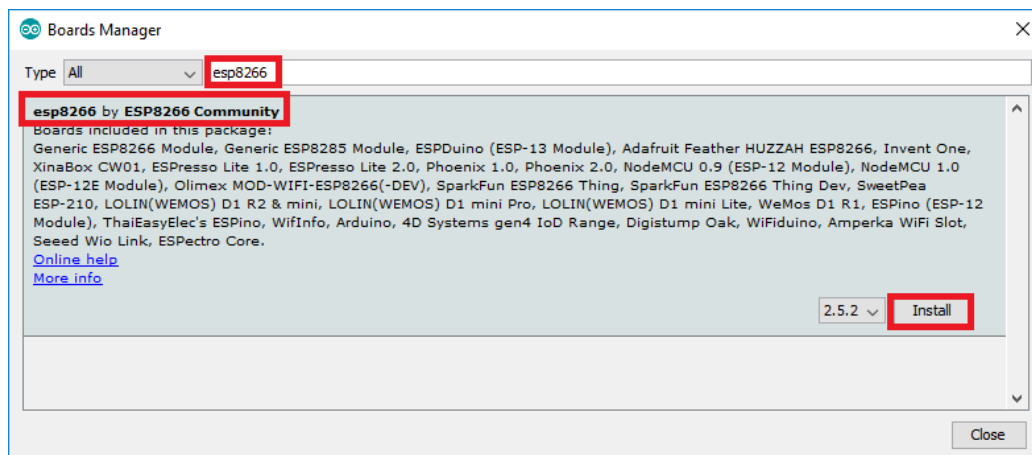 Boards Manager
Type All esp8266
esp8266 by ESP8266 Community
Boards included in this package:
Generic ESP8266 Module, Generic ESP8285 Module, ESPDuino (ESP-13 Module), Adafruit Feather HUZZAH ESP8266, Invent One,
XinaBox CW01, ESPresso Lite 1.0, ESPresso Lite 2.0, Phoenix 1.0, Phoenix 2.0, NodeMCU 0.9 (ESP-12 Module), NodeMCU 1.0
(ESP-12E Module), Olimex MOD-WIFI-ESP8266(-DEV), SparkFun ESP8266 Thing, SparkFun ESP8266 Thing Dev, SweetPea
ESP-210, LOLIN(WEMOS) D1 R2 & mini, LOLIN(WEMOS) D1 mini Pro, LOLIN(WEMOS) D1 mini Lite, WeMos D1 R1, ESPino (ESP-12
Module), ThaiEasyElec's ESPino, WifInfo, Arduino, 4D Systems gen4 IoD Range, Digistump Oak, WiFiduino, Amperka WiFi Slot,
Seeed Wio Link, ESPectro Core.
Online help
More info
2.5.2 Install
Close